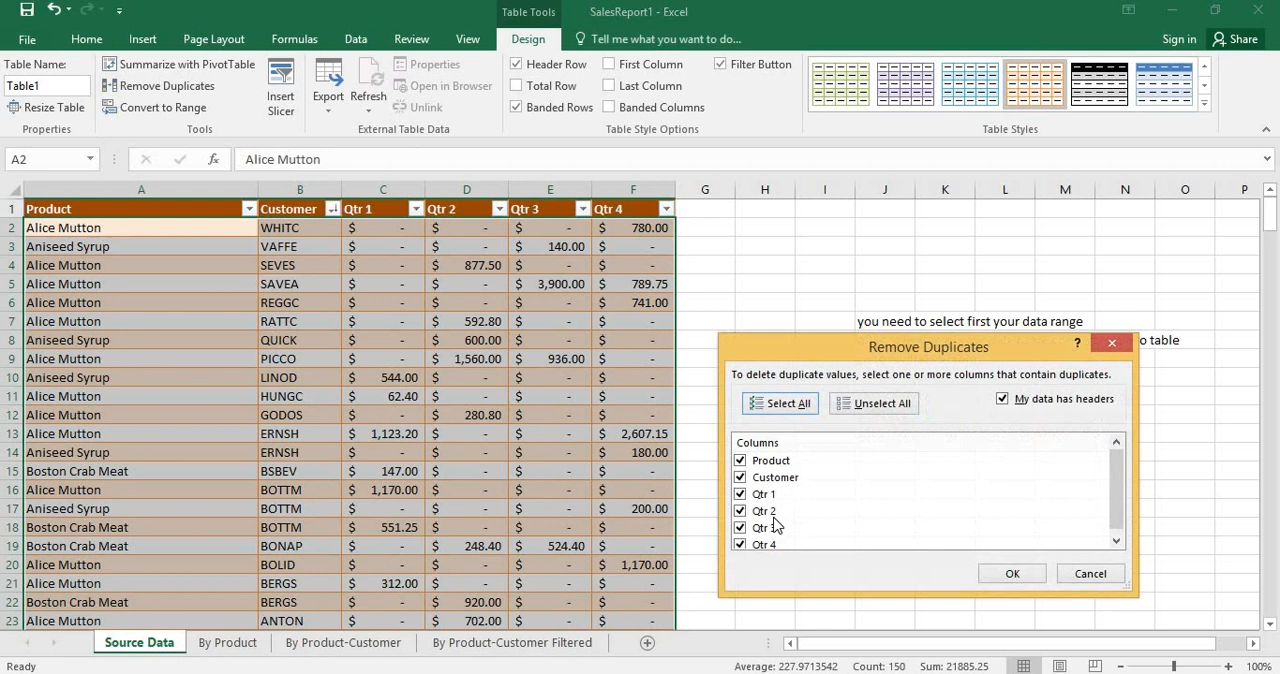 Table Tools
SalesReport1 - Excel
File Home Insert Page Layout Formulas Data Review View Design Tell me what you want to do... Sign in Share
Table Name:
Table1
Resize Table
Properties
Summarize with PivotTable
Remove Duplicates
Convert to Range
Tools
Insert
Slicer
Export
Refresh
Properties
Open in Browser
Unlink
External Table Data
Header Row
Total Row
Banded Rows
First Column
Last Column
Banded Columns
Filter Button
Table Style Options
Table Styles
A2 fx Alice Mutton
A B C D E F G H I J K L M N O P
1 Product Customer Qtr 1 Qtr 2 Qtr 3 Qtr 4
2 Alice Mutton WHITC $ - $ - $ - $ 780.00
3 Aniseed Syrup VAFFE $ - $ - $ 140.00 $ -
4 Alice Mutton SEVES $ - $ 877.50 $ - $ -
5 Alice Mutton SAVEA $ - $ - $ 3,900.00 $ 789.75
6 Alice Mutton REGGC $ - $ - $ - $ 741.00
7 Alice Mutton RATTC $ - $ 592.80 $ - $ - you need to select first your data range
8 Aniseed Syrup QUICK $ - $ 600.00 $ - $ - o table
9 Alice Mutton PICCO $ - $ 1,560.00 $ 936.00 $ -
10 Aniseed Syrup LINOD $ 544.00 $ - $ - $ -
11 Alice Mutton HUNGC $ 62.40 $ - $ - $ -
12 Alice Mutton GODOS $ - $ 280.80 $ - $ -
13 Alice Mutton ERNSH $ 1,123.20 $ - $ - $ 2,607.15
14 Aniseed Syrup ERNSH $ - $ - $ - $ 180.00
15 Boston Crab Meat BSBEV $ 147.00 $ - $ - $ -
16 Alice Mutton BOTTM $ 1,170.00 $ - $ - $ -
17 Aniseed Syrup BOTTM $ - $ - $ - $ 200.00
18 Boston Crab Meat BOTTM $ 551.25 $ - $ - $ -
19 Boston Crab Meat BONAP $ - $ 248.40 $ 524.40 $ -
20 Alice Mutton BOLID $ - $ - $ - $ 1,170.00
21 Alice Mutton BERGS $ 312.00 $ - $ - $ -
22 Boston Crab Meat BERGS $ - $ 920.00 $ - $ -
23 Alice Mutton ANTON $ - $ 702.00 $ - $ -
Remove Duplicates ?
To delete duplicate values, select one or more columns that contain duplicates.
Select All Unselect All My data has headers
Columns
Product
Customer
Qtr 1
Qtr 2
Qtr
Qtr 4
OK Cancel
Source Data By Product By Product-Customer By Product-Customer Filtered
Ready Average: 227.9713542 Count: 150 Sum: 21885.25 100%